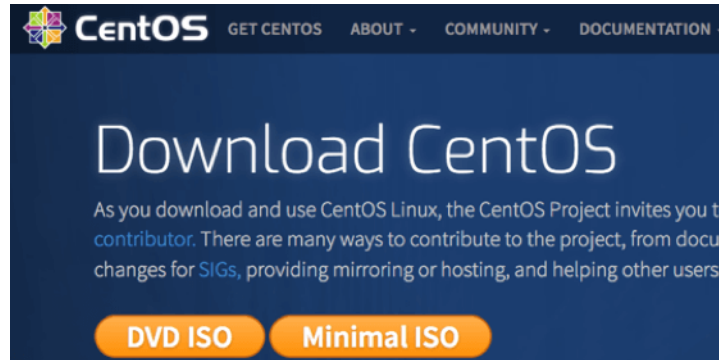 CentOS GET CENTOS ABOUT COMMUNITY DOCUMENTATION
Download CentOS
As you download and use CentOS Linux, the CentOS Project invites you t
contributor. There are many ways to contribute to the project, from docu
changes for SIGs, providing mirroring or hosting, and helping other users
DVD ISO Minimal ISO